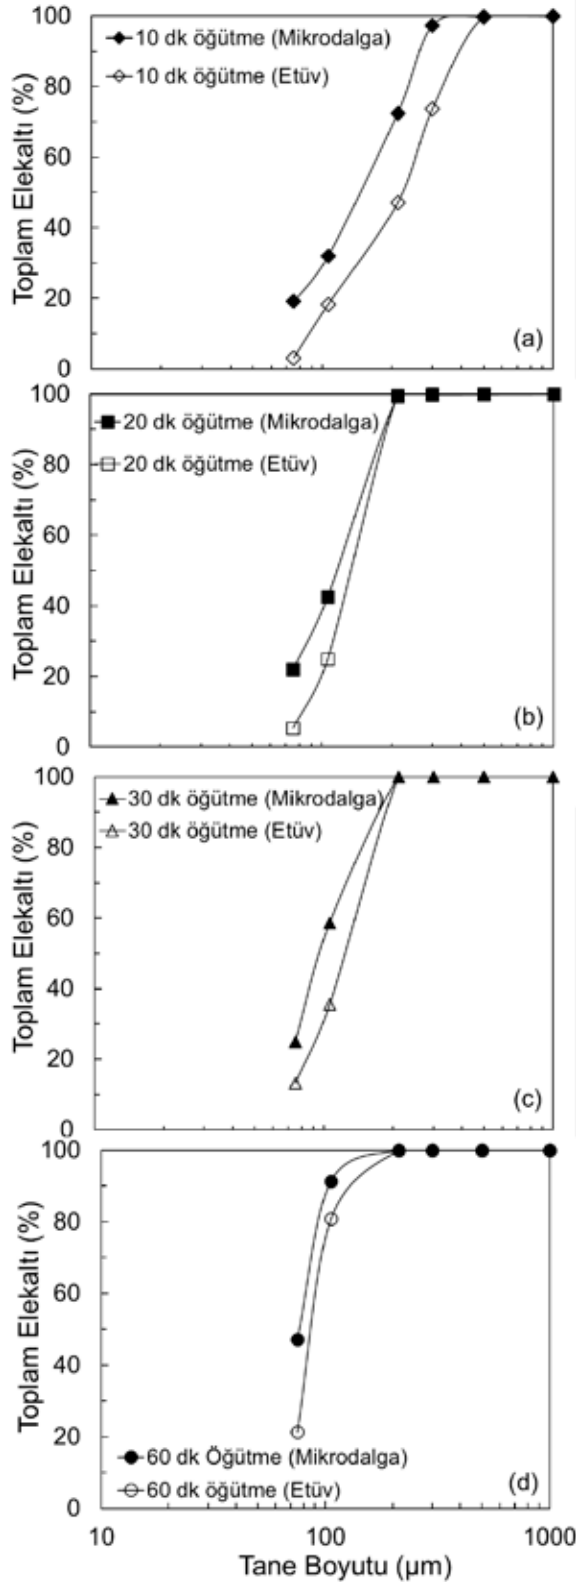 Toplam Elekaltı (%)
100
80
60
40
20
0
10 dk öğütme (Mikrodalga)
10 dk öğütme (Etüv)
(a)
Toplam Elekaltı (%)
100
80
60
40
20
0
20 dk öğütme (Mikrodalga)
20 dk öğütme (Etüv)
(b)
Toplam Elekaltı (%)
100
80
60
40
20
0
30 dk öğütme (Mikrodalga)
30 dk öğütme (Etüv)
(c)
Toplam Elekaltı (%)
100
80
60
40
20
0
60 dk Öğütme (Mikrodalga)
60 dk öğütme (Etüv)
(d)
10 100 1000
Tane Boyutu (µm)